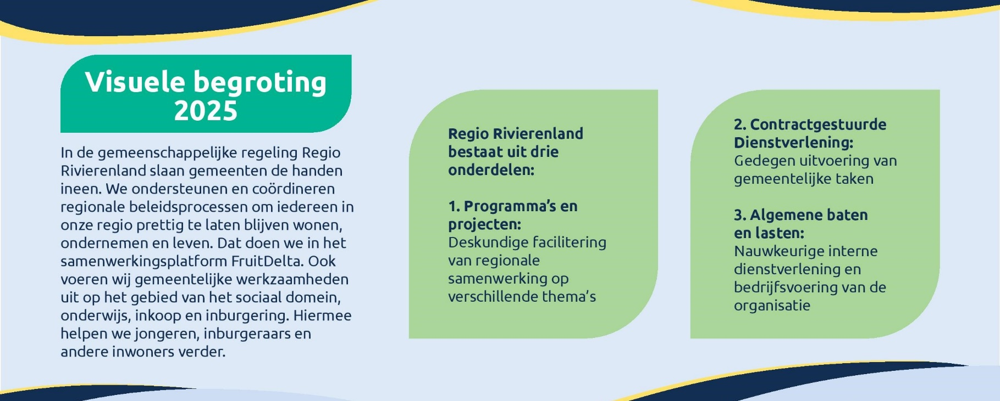 Visuele begroting
2025
In de gemeenschappelijke regeling Regio
Rivierenland slaan gemeenten de handen
ineen. We ondersteunen en coördineren
regionale beleidsprocessen om iedereen in
onze regio prettig te laten blijven wonen,
ondernemen en leven. Dat doen we in het
samenwerkingsplatform FruitDelta. Ook
voeren wij gemeentelijke werkzaamheden
uit op het gebied van het sociaal domein,
onderwijs, inkoop en inburgering. Hiermee
helpen we jongeren, inburgeraars en
andere inwoners verder.
Regio Rivierenland
bestaat uit drie
onderdelen:
1. Programma’s en
projecten:
Deskundige facilitering
van regionale
samenwerking op
verschillende thema’s
2. Contractgestuurde
Dienstverlening:
Gedegen uitvoering van
gemeentelijke taken
3. Algemene baten
en lasten:
Nauwkeurige interne
dienstverlening en
bedrijfsvoering van de
organisatie